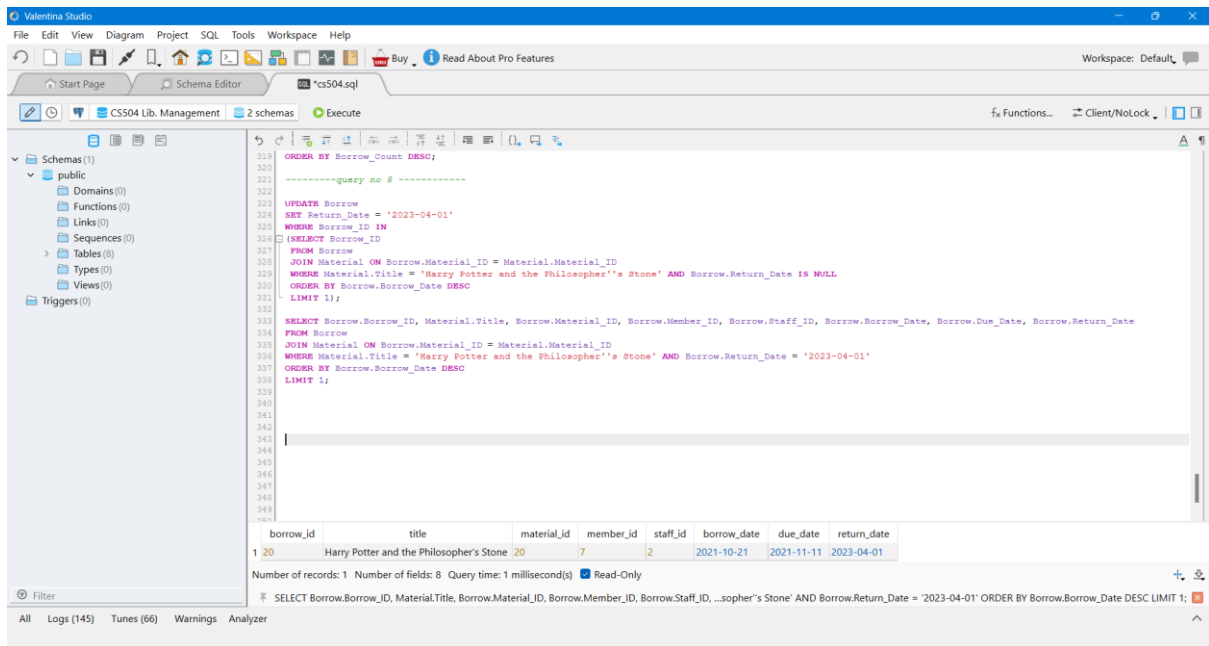 Valentina Studio
File Edit View Diagram Project SQL Tools Workspace Help
Buy Read About Pro Features Workspace: Default
Start Page Schema Editor *cs504.sql
CS504 Lib. Management 2 schemas Execute fx Functions... Client/NoLock
Schemas (1)
public
Domains (0)
Functions (0)
Links (0)
Sequences (0)
Tables (8)
Types (0)
Views (0)
Triggers (0)
Filter
319 ORDER BY Borrow_Count DESC;
320
321 ---------query no 8 ------------
322
323 UPDATE Borrow
324 SET Return_Date = '2023-04-01'
325 WHERE Borrow_ID IN
326 (SELECT Borrow_ID
327 FROM Borrow
328 JOIN Material ON Borrow.Material_ID = Material.Material_ID
329 WHERE Material.Title = 'Harry Potter and the Philosopher''s Stone' AND Borrow.Return_Date IS NULL
330 ORDER BY Borrow.Borrow_Date DESC
331 LIMIT 1);
332
333 SELECT Borrow.Borrow_ID, Material.Title, Borrow.Material_ID, Borrow.Member_ID, Borrow.Staff_ID, Borrow.Borrow_Date, Borrow.Due_Date, Borrow.Return_Date
334 FROM Borrow
335 JOIN Material ON Borrow.Material_ID = Material.Material_ID
336 WHERE Material.Title = 'Harry Potter and the Philosopher''s Stone' AND Borrow.Return_Date = '2023-04-01'
337 ORDER BY Borrow.Borrow_Date DESC
338 LIMIT 1;
339
340
341
342
343
344
345
346
347
348
349
borrow_id title material_id member_id staff_id borrow_date due_date return_date
1 20 Harry Potter and the Philosopher's Stone 20 7 2 2021-10-21 2021-11-11 2023-04-01
Number of records: 1 Number of fields: 8 Query time: 1 millisecond(s) Read-Only
SELECT Borrow.Borrow_ID, Material.Title, Borrow.Material_ID, Borrow.Member_ID, Borrow.Staff_ID, ...sopher''s Stone' AND Borrow.Return_Date = '2023-04-01' ORDER BY Borrow.Borrow_Date DESC LIMIT 1;
All Logs (145) Tunes (66) Warnings Analyzer